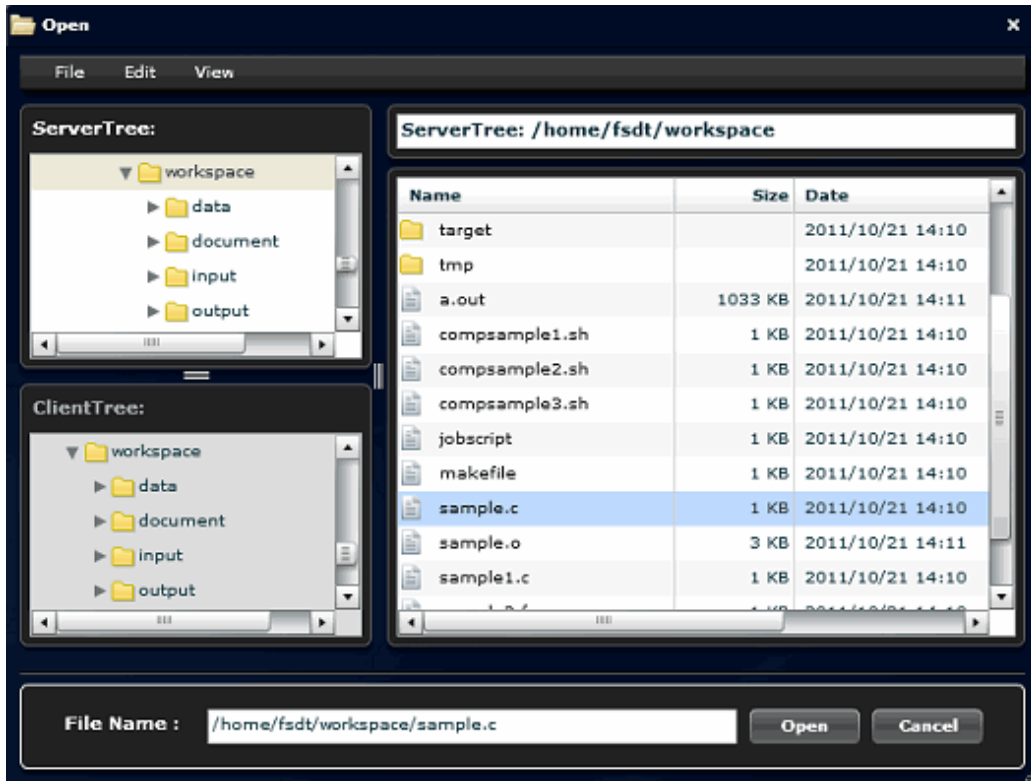 Open
File Edit View
ServerTree:
workspace
data
document
input
output
ClientTree:
workspace
data
document
input
output
ServerTree: /home/fsdt/workspace
Name Size Date
target 2011/10/21 14:10
tmp 2011/10/21 14:10
a.out 1033 KB 2011/10/21 14:11
compsample1.sh 1 KB 2011/10/21 14:10
compsample2.sh 1 KB 2011/10/21 14:10
compsample3.sh 1 KB 2011/10/21 14:10
jobscript 1 KB 2011/10/21 14:10
makefile 1 KB 2011/10/21 14:10
sample.c 1 KB 2011/10/21 14:10
sample.o 3 KB 2011/10/21 14:11
sample1.c 1 KB 2011/10/21 14:10
File Name : /home/fsdt/workspace/sample.c Open Cancel